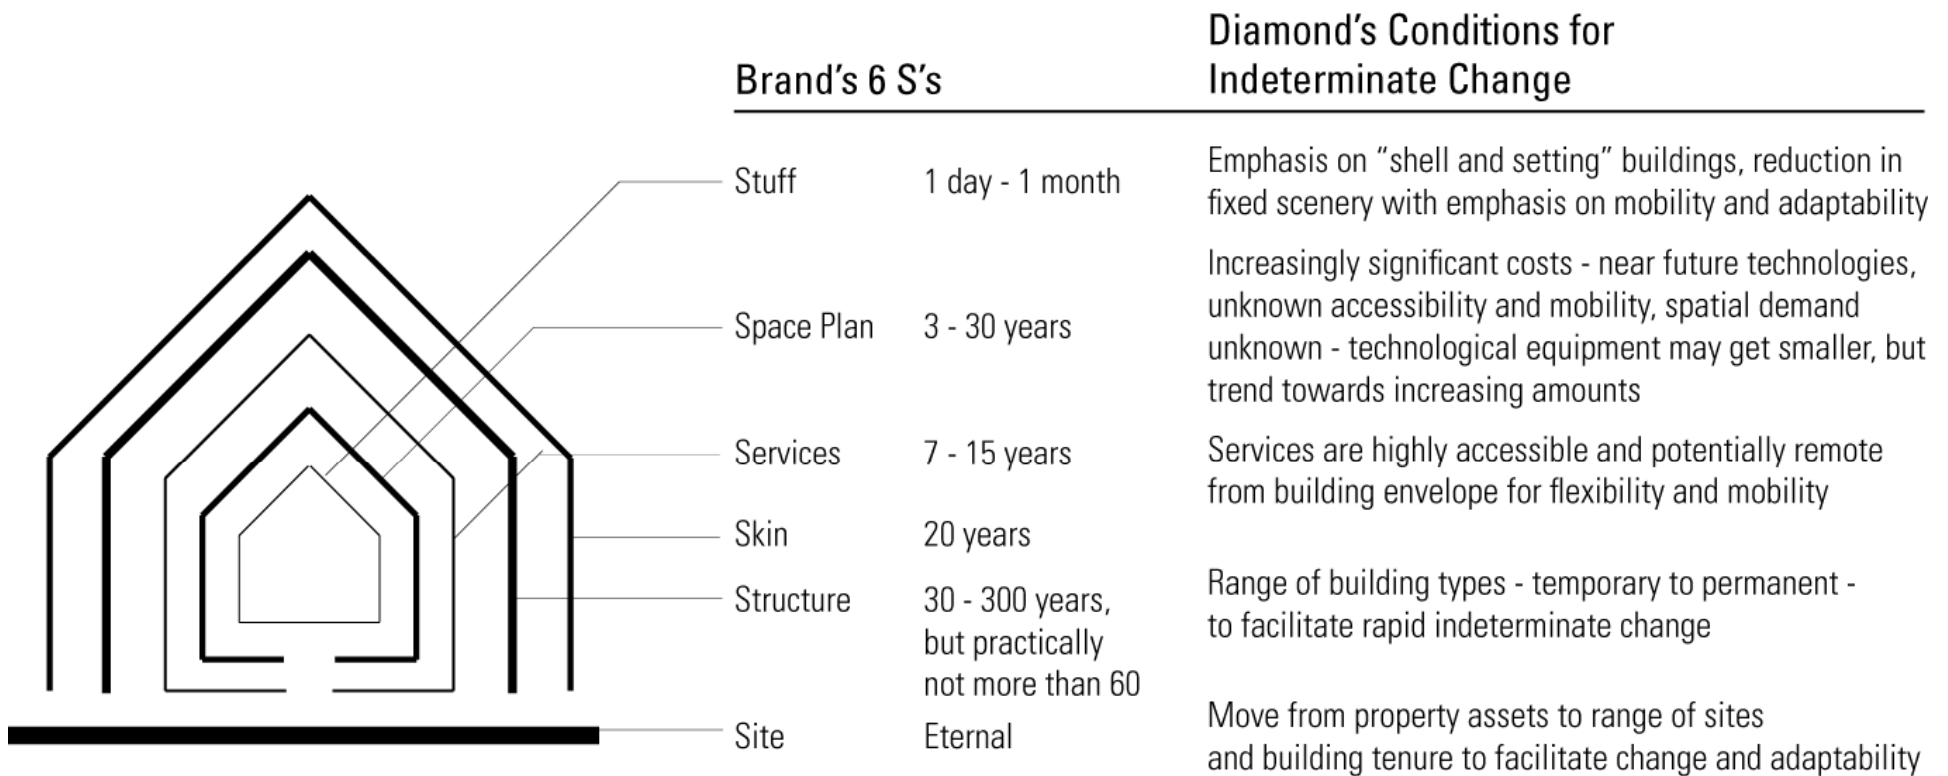 Brand’s 6 S’s
Diamond’s Conditions for
Indeterminate Change
Stuff
1 day - 1 month
Emphasis on “shell and setting” buildings, reduction in
fixed scenery with emphasis on mobility and adaptability
Space Plan
3 - 30 years
Increasingly significant costs - near future technologies,
unknown accessibility and mobility, spatial demand
unknown - technological equipment may get smaller, but
trend towards increasing amounts
Services
7 - 15 years
Services are highly accessible and potentially remote
from building envelope for flexibility and mobility
Skin
20 years
Structure
30 - 300 years,
but practically
not more than 60
Range of building types - temporary to permanent -
to facilitate rapid indeterminate change
Site
Eternal
Move from property assets to range of sites
and building tenure to facilitate change and adaptability